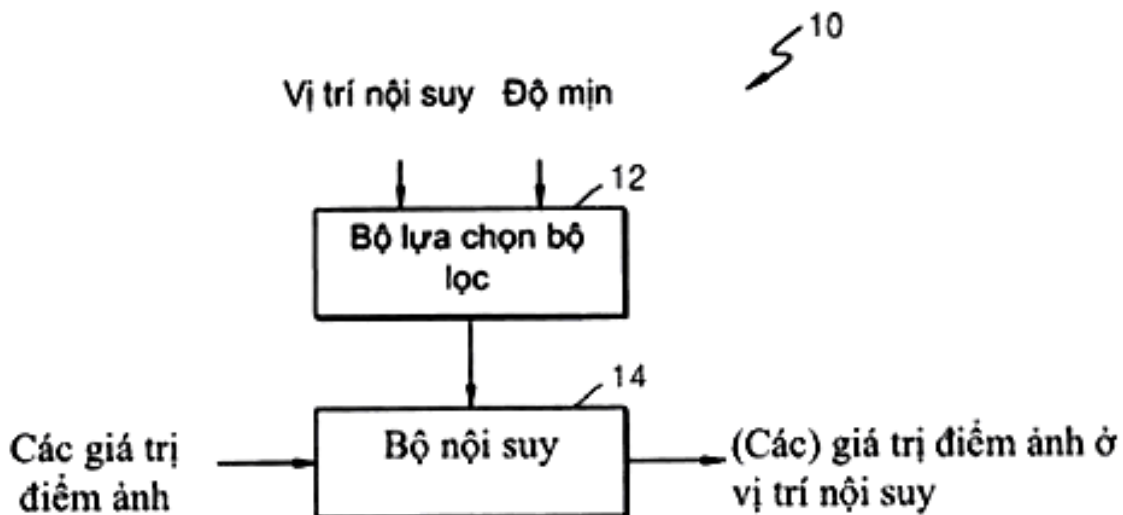 10
Vị trí nội suy Độ mịn
12
Bộ lựa chọn bộ
lọc
14
Các giá trị
điểm ảnh
Bộ nội suy
(Các) giá trị điểm ảnh ở
vị trí nội suy